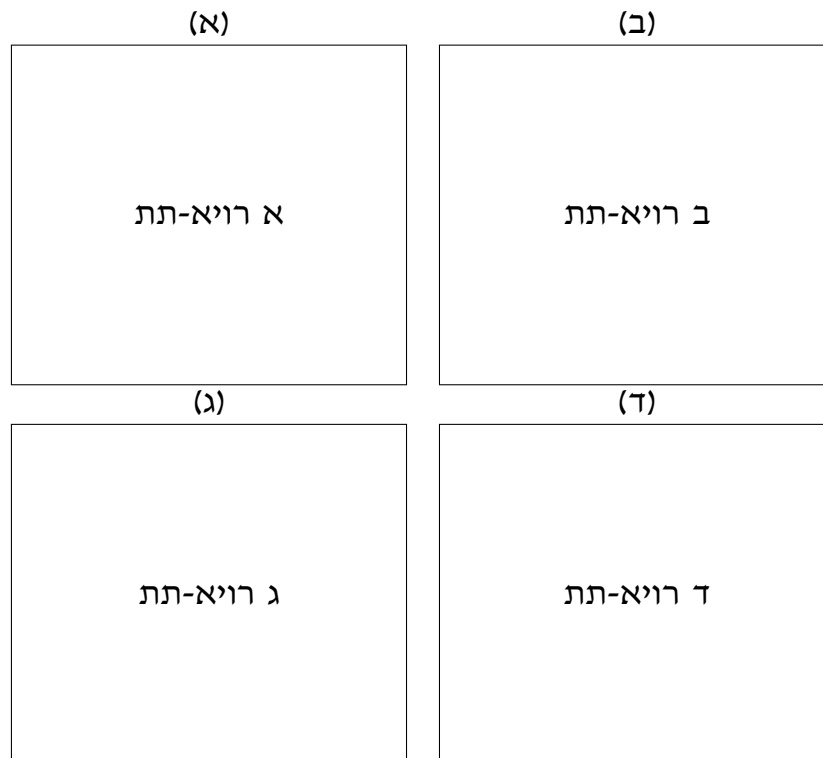 (א)
(ב)
א רויא-תת
ב רויא-תת
(ג)
(ד)
ג רויא-תת
ד רויא-תת